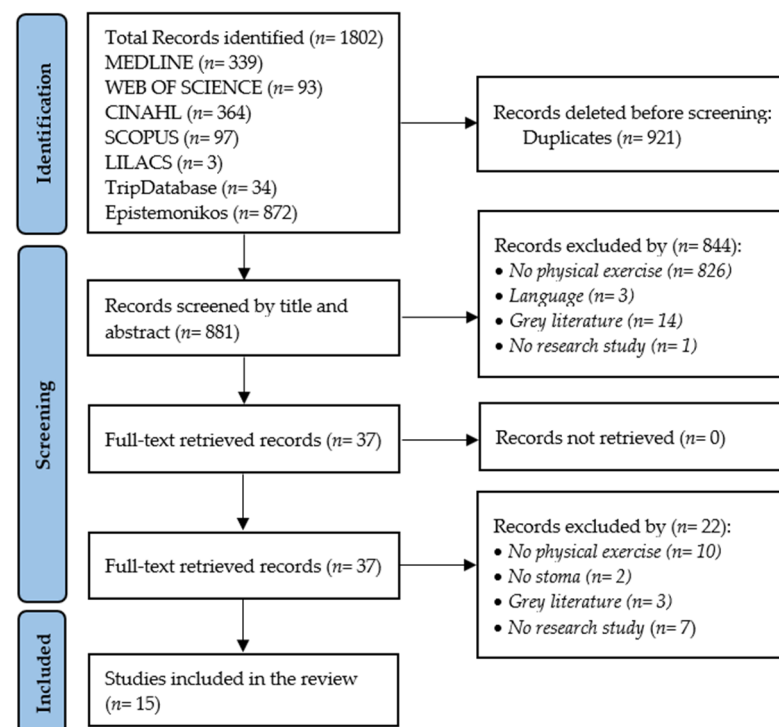 Identification
Total Records identified (n= 1802)
MEDLINE (n= 339)
WEB OF SCIENCE (n= 93)
CINAHL (n= 364)
SCOPUS (n= 97)
LILACS (n= 3)
TripDatabase (n= 34)
Epistemonikos (n= 872)
Records deleted before screening:
Duplicates (n= 921)
Screening
Records screened by title and
abstract (n= 881)
Records excluded by (n= 844):
• No physical exercise (n= 826)
• Language (n= 3)
• Grey literature (n= 14)
• No research study (n= 1)
Full-text retrieved records (n= 37)
Records not retrieved (n= 0)
Full-text retrieved records (n= 37)
Records excluded by (n= 22):
• No physical exercise (n= 10)
• No stoma (n= 2)
• Grey literature (n= 3)
• No research study (n= 7)
Included
Studies included in the review
(n= 15)